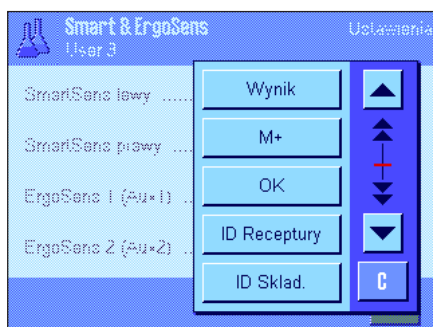 Smart & ErgoSens
Ustawienia
User 3
SmartSens lewy ......
SmartSens prawy ....
ErgoSens 1 (Aux1) ..
ErgoSens 2 (Aux2) ..
Wynik
M+
OK
ID Receptury
ID Sklad.
C